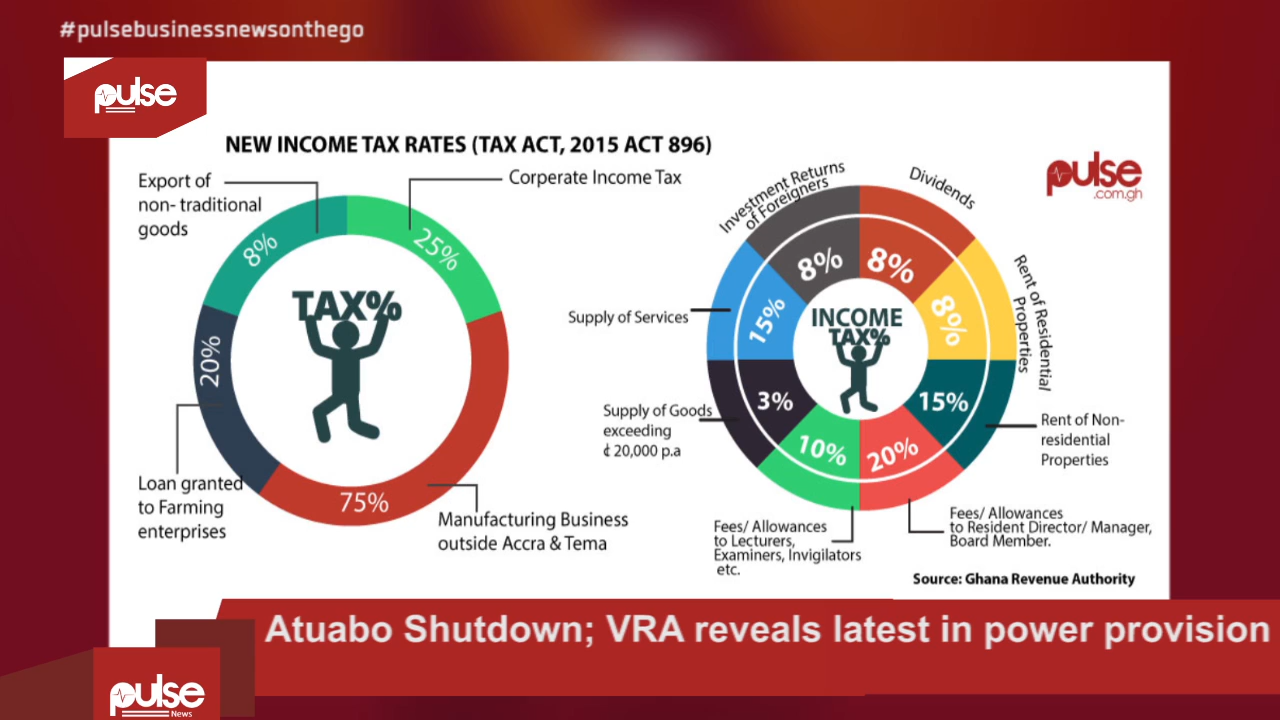 #pulsebusinessnewsonthego
pulse
NEW INCOME TAX RATES (TAX ACT, 2015 ACT 896)
pulse
.com.gh
Export of
non- traditional
goods
Corperate Income Tax
8%
25%
TAX%
20%
75%
Loan granted
to Farming
enterprises
Manufacturing Business
outside Accra & Tema
Investment Returns
of Foreigners
Dividends
Rent of Residential
Properties
8%
8%
8%
15%
15%
3%
10%
20%
INCOME
TAX%
Supply of Services
Supply of Goods
exceeding
¢ 20,000 p.a
Rent of Non-
residential
Properties
Fees/ Allowances
to Lecturers,
Examiners, Invigilators
etc.
Fees/ Allowances
to Resident Director/ Manager,
Board Member.
Source: Ghana Revenue Authority
Atuabo Shutdown; VRA reveals latest in power provision
pulse
News